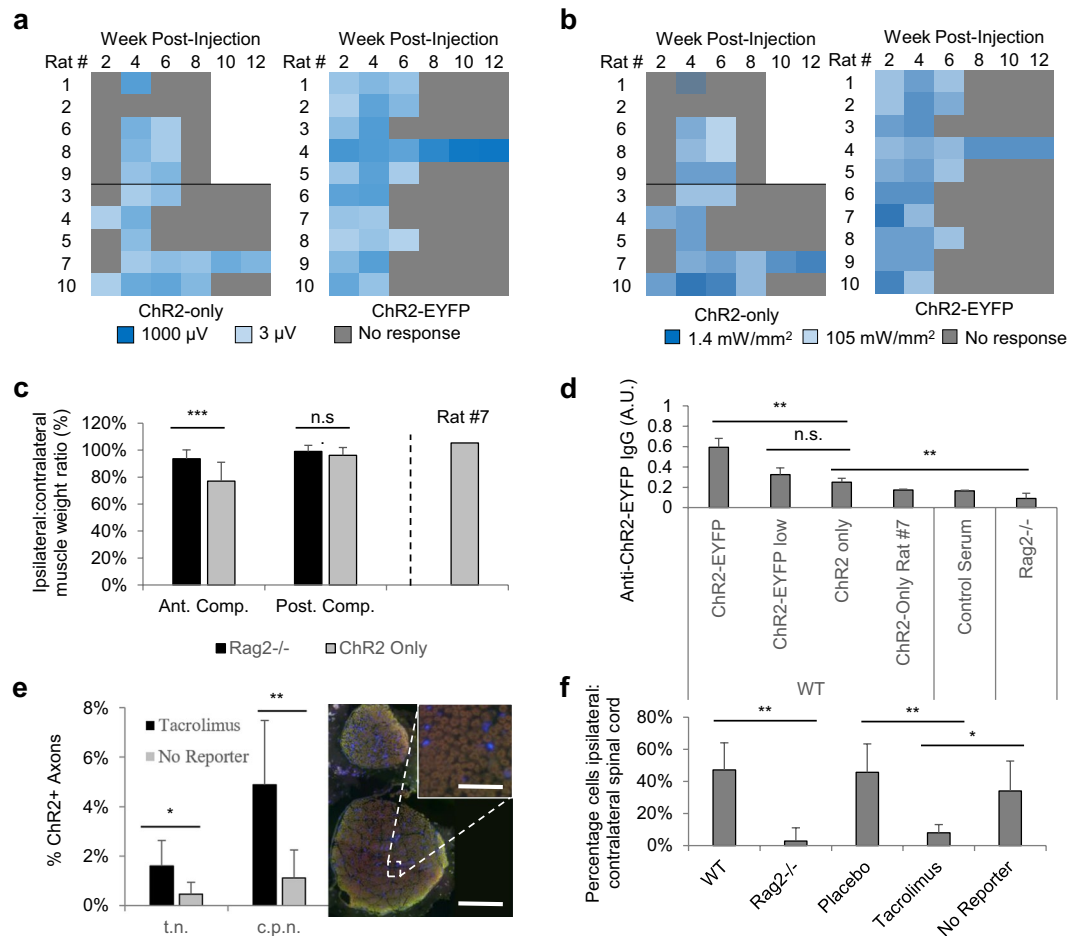 a
Week Post-Injection
Week Post-Injection
Rat # 2 4 6 8 10 12
2 4 6 8 10 12
1
2
6
8
9
3
4
5
7
10
1
2
3
4
5
6
7
8
9
10
ChR2-only
ChR2-EYFP
1000 µV
3 µV
No response
b
Week Post-Injection
Week Post-Injection
Rat # 2 4 6 8 10 12
2 4 6 8 10 12
1
2
6
8
9
3
4
5
7
10
1
2
3
4
5
6
7
8
9
10
ChR2-only
ChR2-EYFP
1.4 mW/mm²
105 mW/mm²
No response
c
Ipsilateral:contralateral
muscle weight ratio (%)
120%
100%
80%
60%
40%
20%
0%
***
n.s
.
Rat #7
Ant. Comp.
Post. Comp.
Rag2-/-
ChR2 Only
d
Anti-ChR2-EYFP IgG (A.U.)
1
0.8
0.6
0.4
0.2
0
**
n.s.
**
ChR2-EYFP
ChR2-EYFP low
ChR2 only
ChR2-Only Rat #7
Control Serum
Rag2-/-
WT
e
% ChR2+ Axons
8%
6%
4%
2%
0%
Tacrolimus
No Reporter
*
**
t.n.
c.p.n.
f
Percentage cells ipsilateral:
contralateral spinal cord
80%
60%
40%
20%
0%
**
**
*
WT
Rag2-/-
Placebo
Tacrolimus
No Reporter